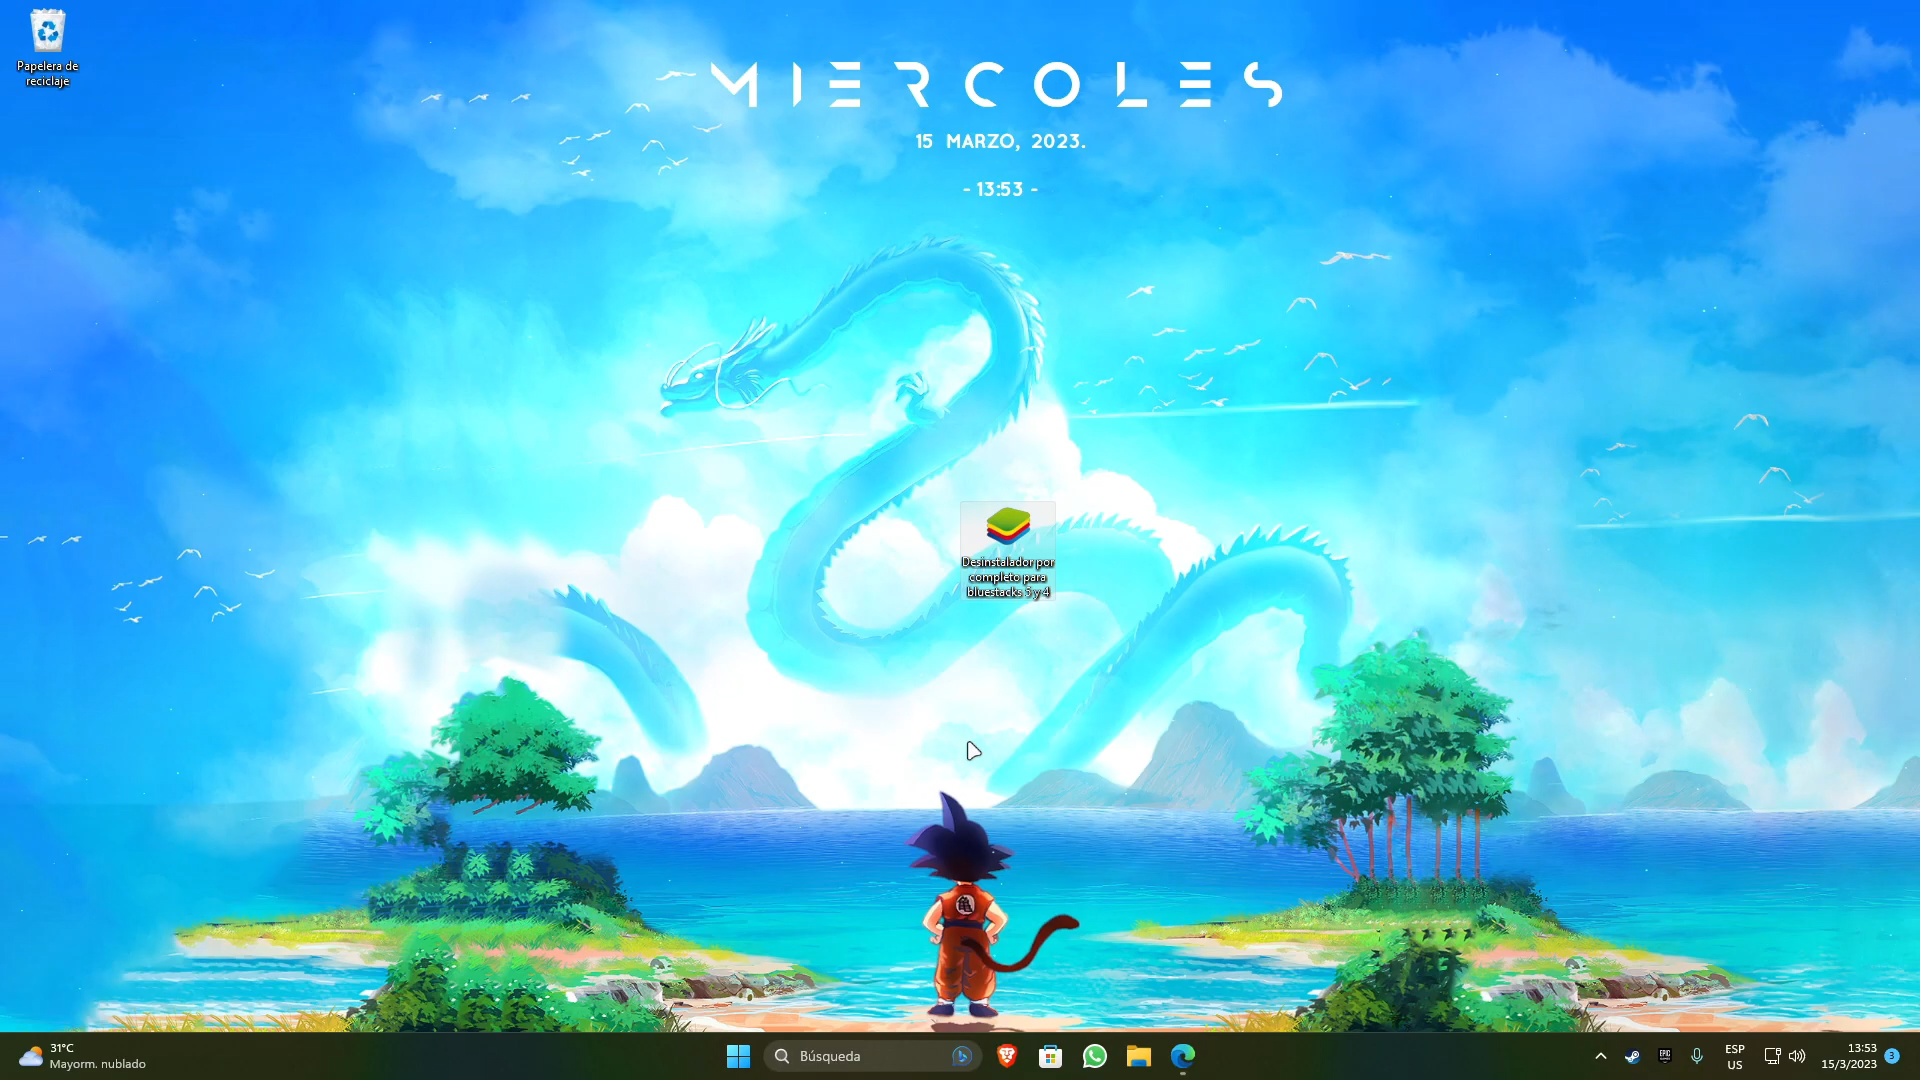 Papelera de
reciclaje
MIERCOLES
15 MARZO, 2023.
- 13:53 -
Desinstalador por
completo para
bluestacks 5 y 4
31°C
Mayorm. nublado
Búsqueda
EPIC
ESP
US
13:53
15/3/2023
3